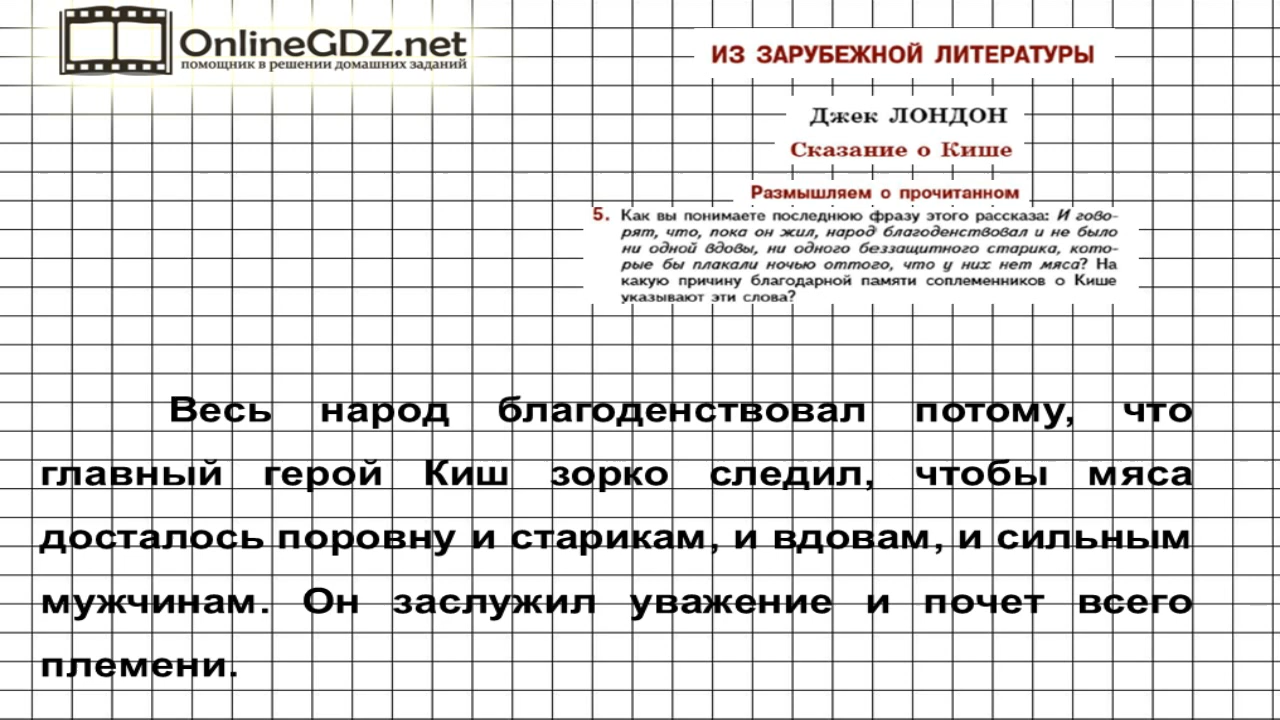 OnlineGDZ.net
помощник в решении домашних заданий
ИЗ ЗАРУБЕЖНОЙ ЛИТЕРАТУРЫ
Джек ЛОНДОН
Сказание о Кише
Размышляем о прочитанном
5. Как вы понимаете последнюю фразу этого рассказа: И гово-
рят, что, пока он жил, народ благоденствовал и не было
ни одной вдовы, ни одного беззащитного старика, кото-
рые бы плакали ночью оттого, что у них нет мяса? На
какую причину благодарной памяти соплеменников о Кише
указывают эти слова?
Весь народ благоденствовал потому, что
главный герой Киш зорко следил, чтобы мяса
досталось поровну и старикам, и вдовам, и сильным
мужчинам. Он заслужил уважение и почет всего
племени.